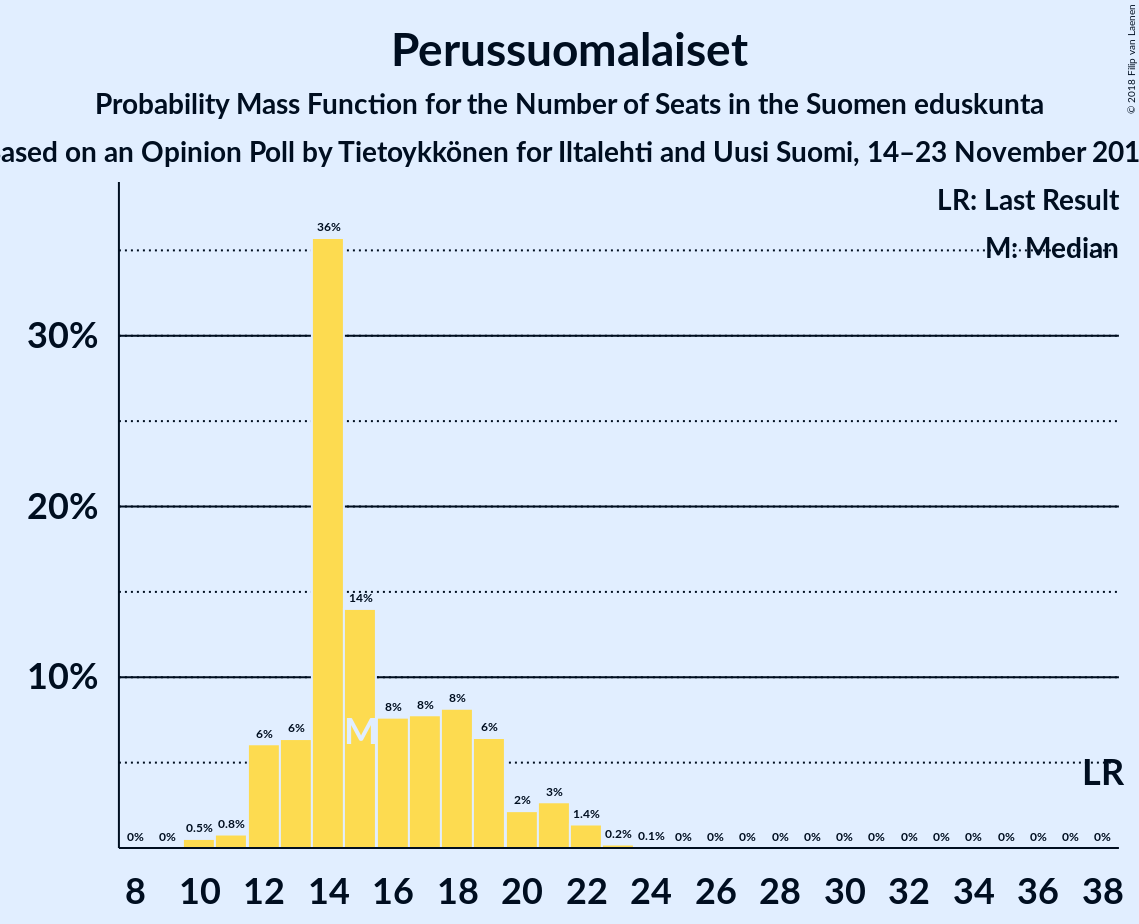 Perussuomalaiset
Probability Mass Function for the Number of Seats in the Suomen eduskunta
ased on an Opinion Poll by Tietoykkönen for Iltalehti and Uusi Suomi, 14–23 November 201
© 2018 Filip van Laenen
LR: Last Result
M: Median
36%
30%
20%
14%
10%
8% 8% 8%
6% 6% 6%
M
LR
0% 0% 0.5% 0.8% 2% 3% 1.4% 0.2% 0.1% 0% 0% 0% 0% 0% 0% 0% 0% 0% 0% 0% 0% 0% 0%
8 10 12 14 16 18 20 22 24 26 28 30 32 34 36 38